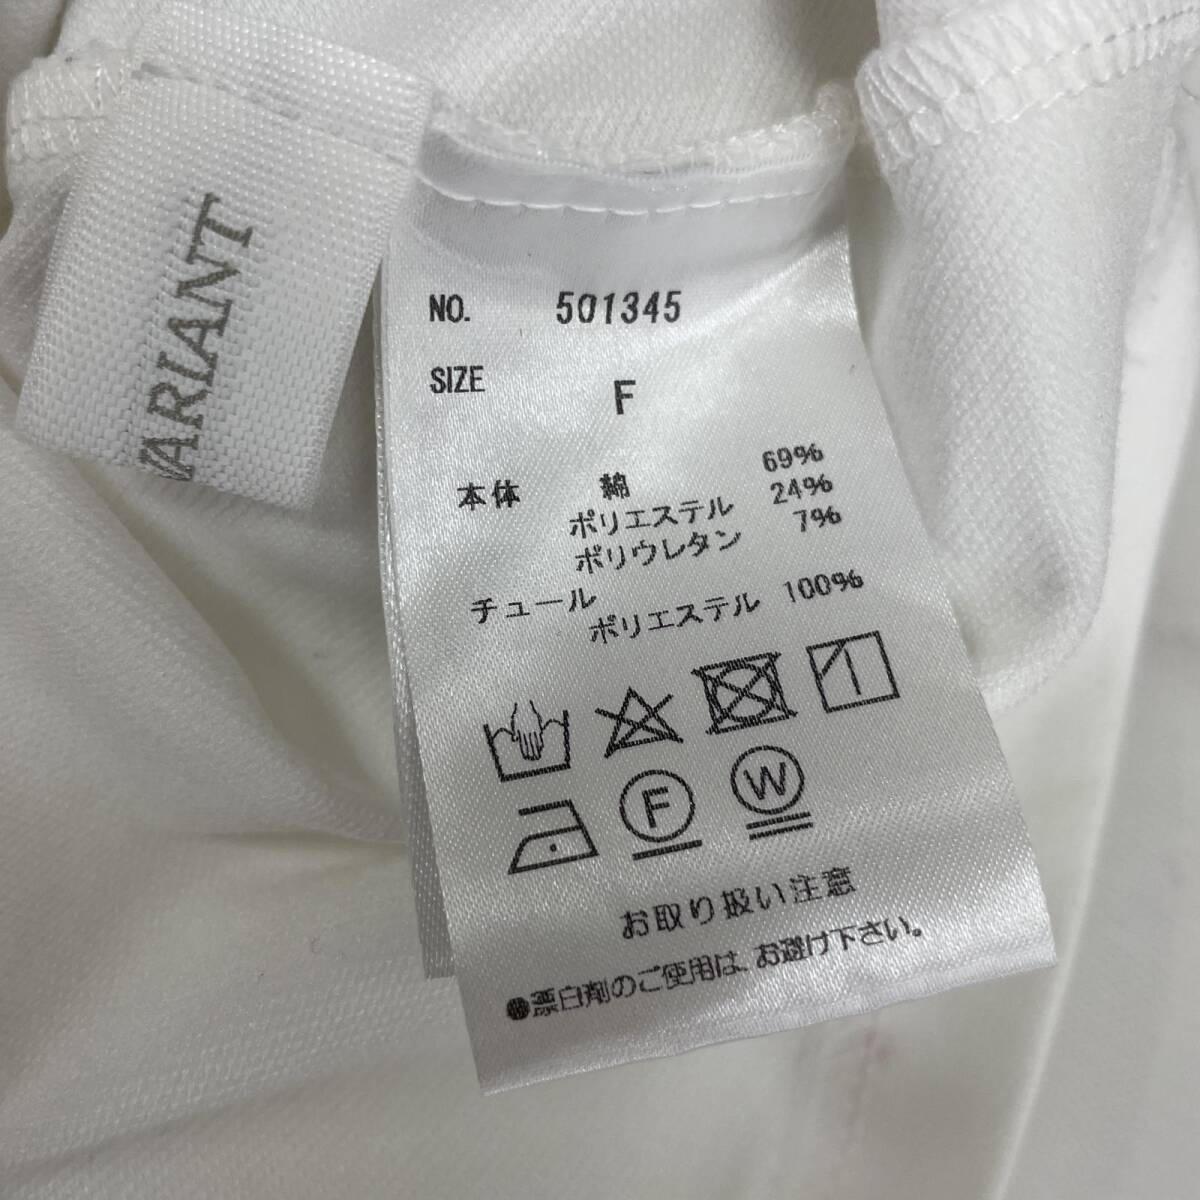 VARIANT
NO. 501345
SIZE F
本体 綿 69%
ポリエステル 24%
ポリウレタン 7%
チュール
ポリエステル 100%
F W
お取り扱い注意
●漂白剤のご使用は、お避け下さい。